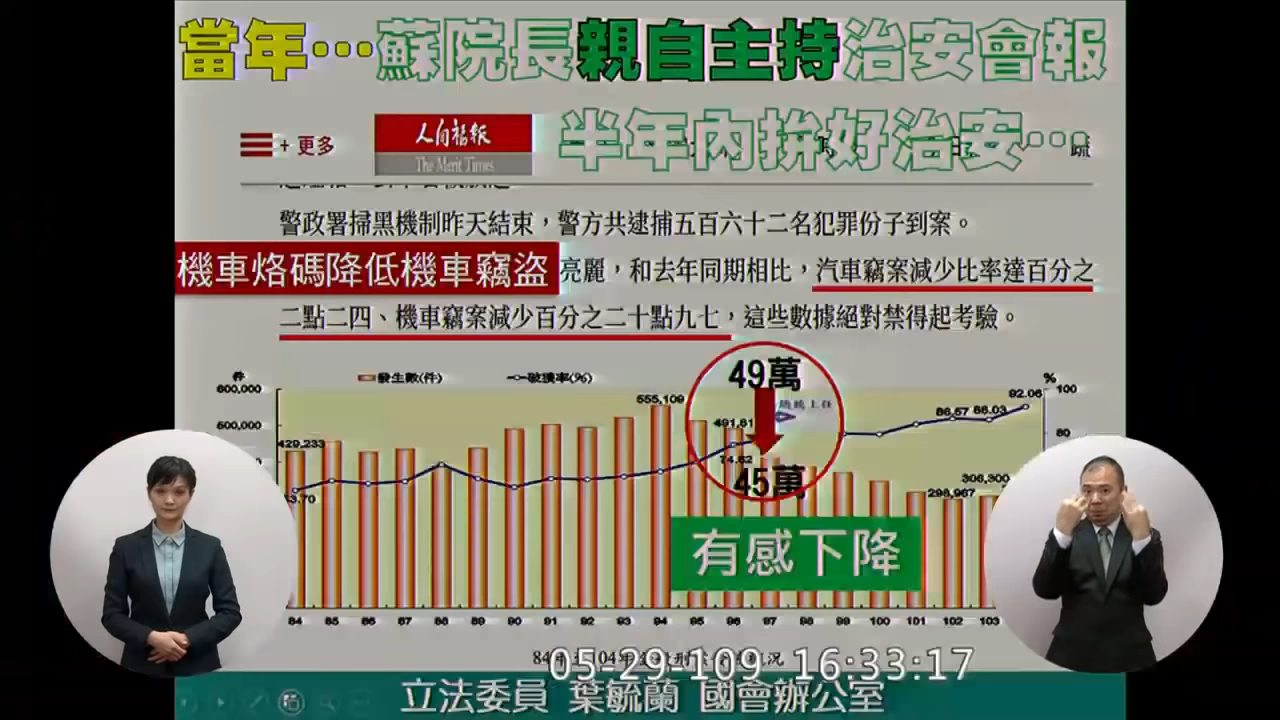 當年…蘇院長親自主持治安會報
半年內拚好治安…
+ 更多
人間福報
The Merit Times
警政署掃黑機制昨天結束，警方共逮捕五百六十二名犯罪份子到案。
機車烙碼降低機車竊盜
亮麗，和去年同期相比，汽車竊案減少比率達百分之
二點二四、機車竊案減少百分之二十點九七，這些數據絕對禁得起考驗。
件
發生數(件)
破獲率(%)
%
49萬
45萬
600,000
500,000
100
80
429,233
555,109
491,81
74.62
86.57
86.03
92.06
298,967
306,300
3.70
有感下降
84 85 86 87 88 89 90 91 92 93 94 95 96 97 98 99 100 101 102 103
05-29-109 16:33:17
立法委員 葉毓蘭 國會辦公室